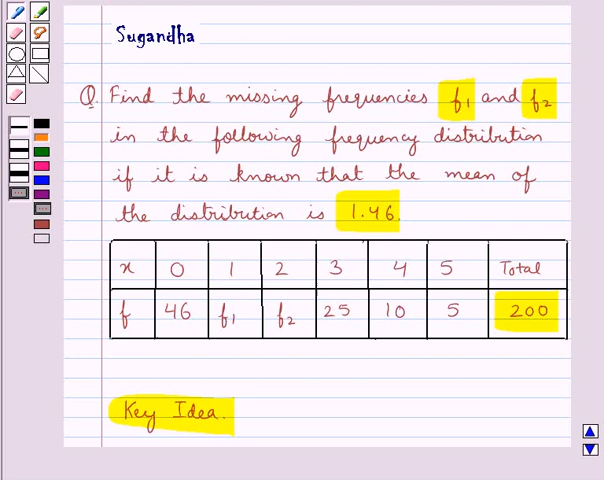 Sugandha
Q. Find the missing frequencies f1 and f2
in the following frequency distribution
if it is known that the mean of
the distribution is 1.46.
x 0 1 2 3 4 5 Total
f 46 f1 f2 25 10 5 200
Key Idea.